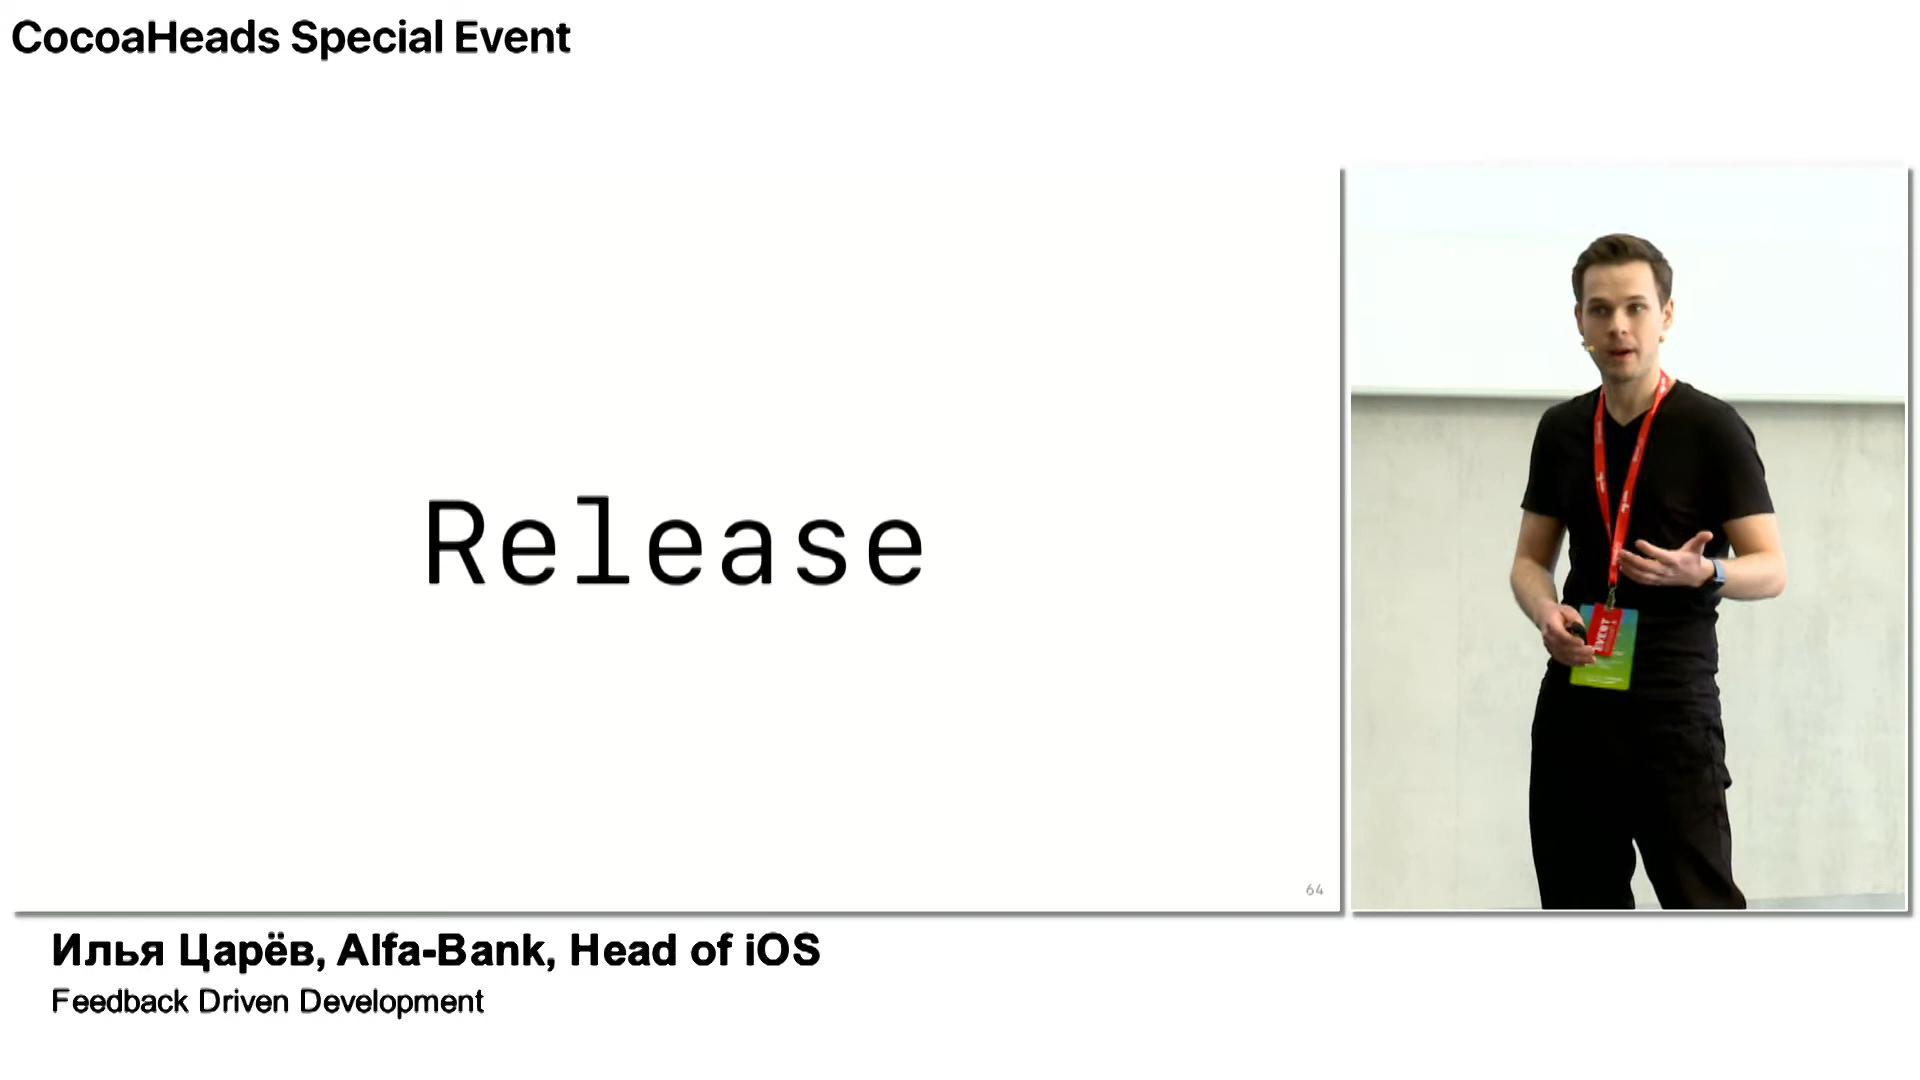 CocoaHeads Special Event
Release
64
Илья Царёв, Alfa-Bank, Head of iOS
Feedback Driven Development